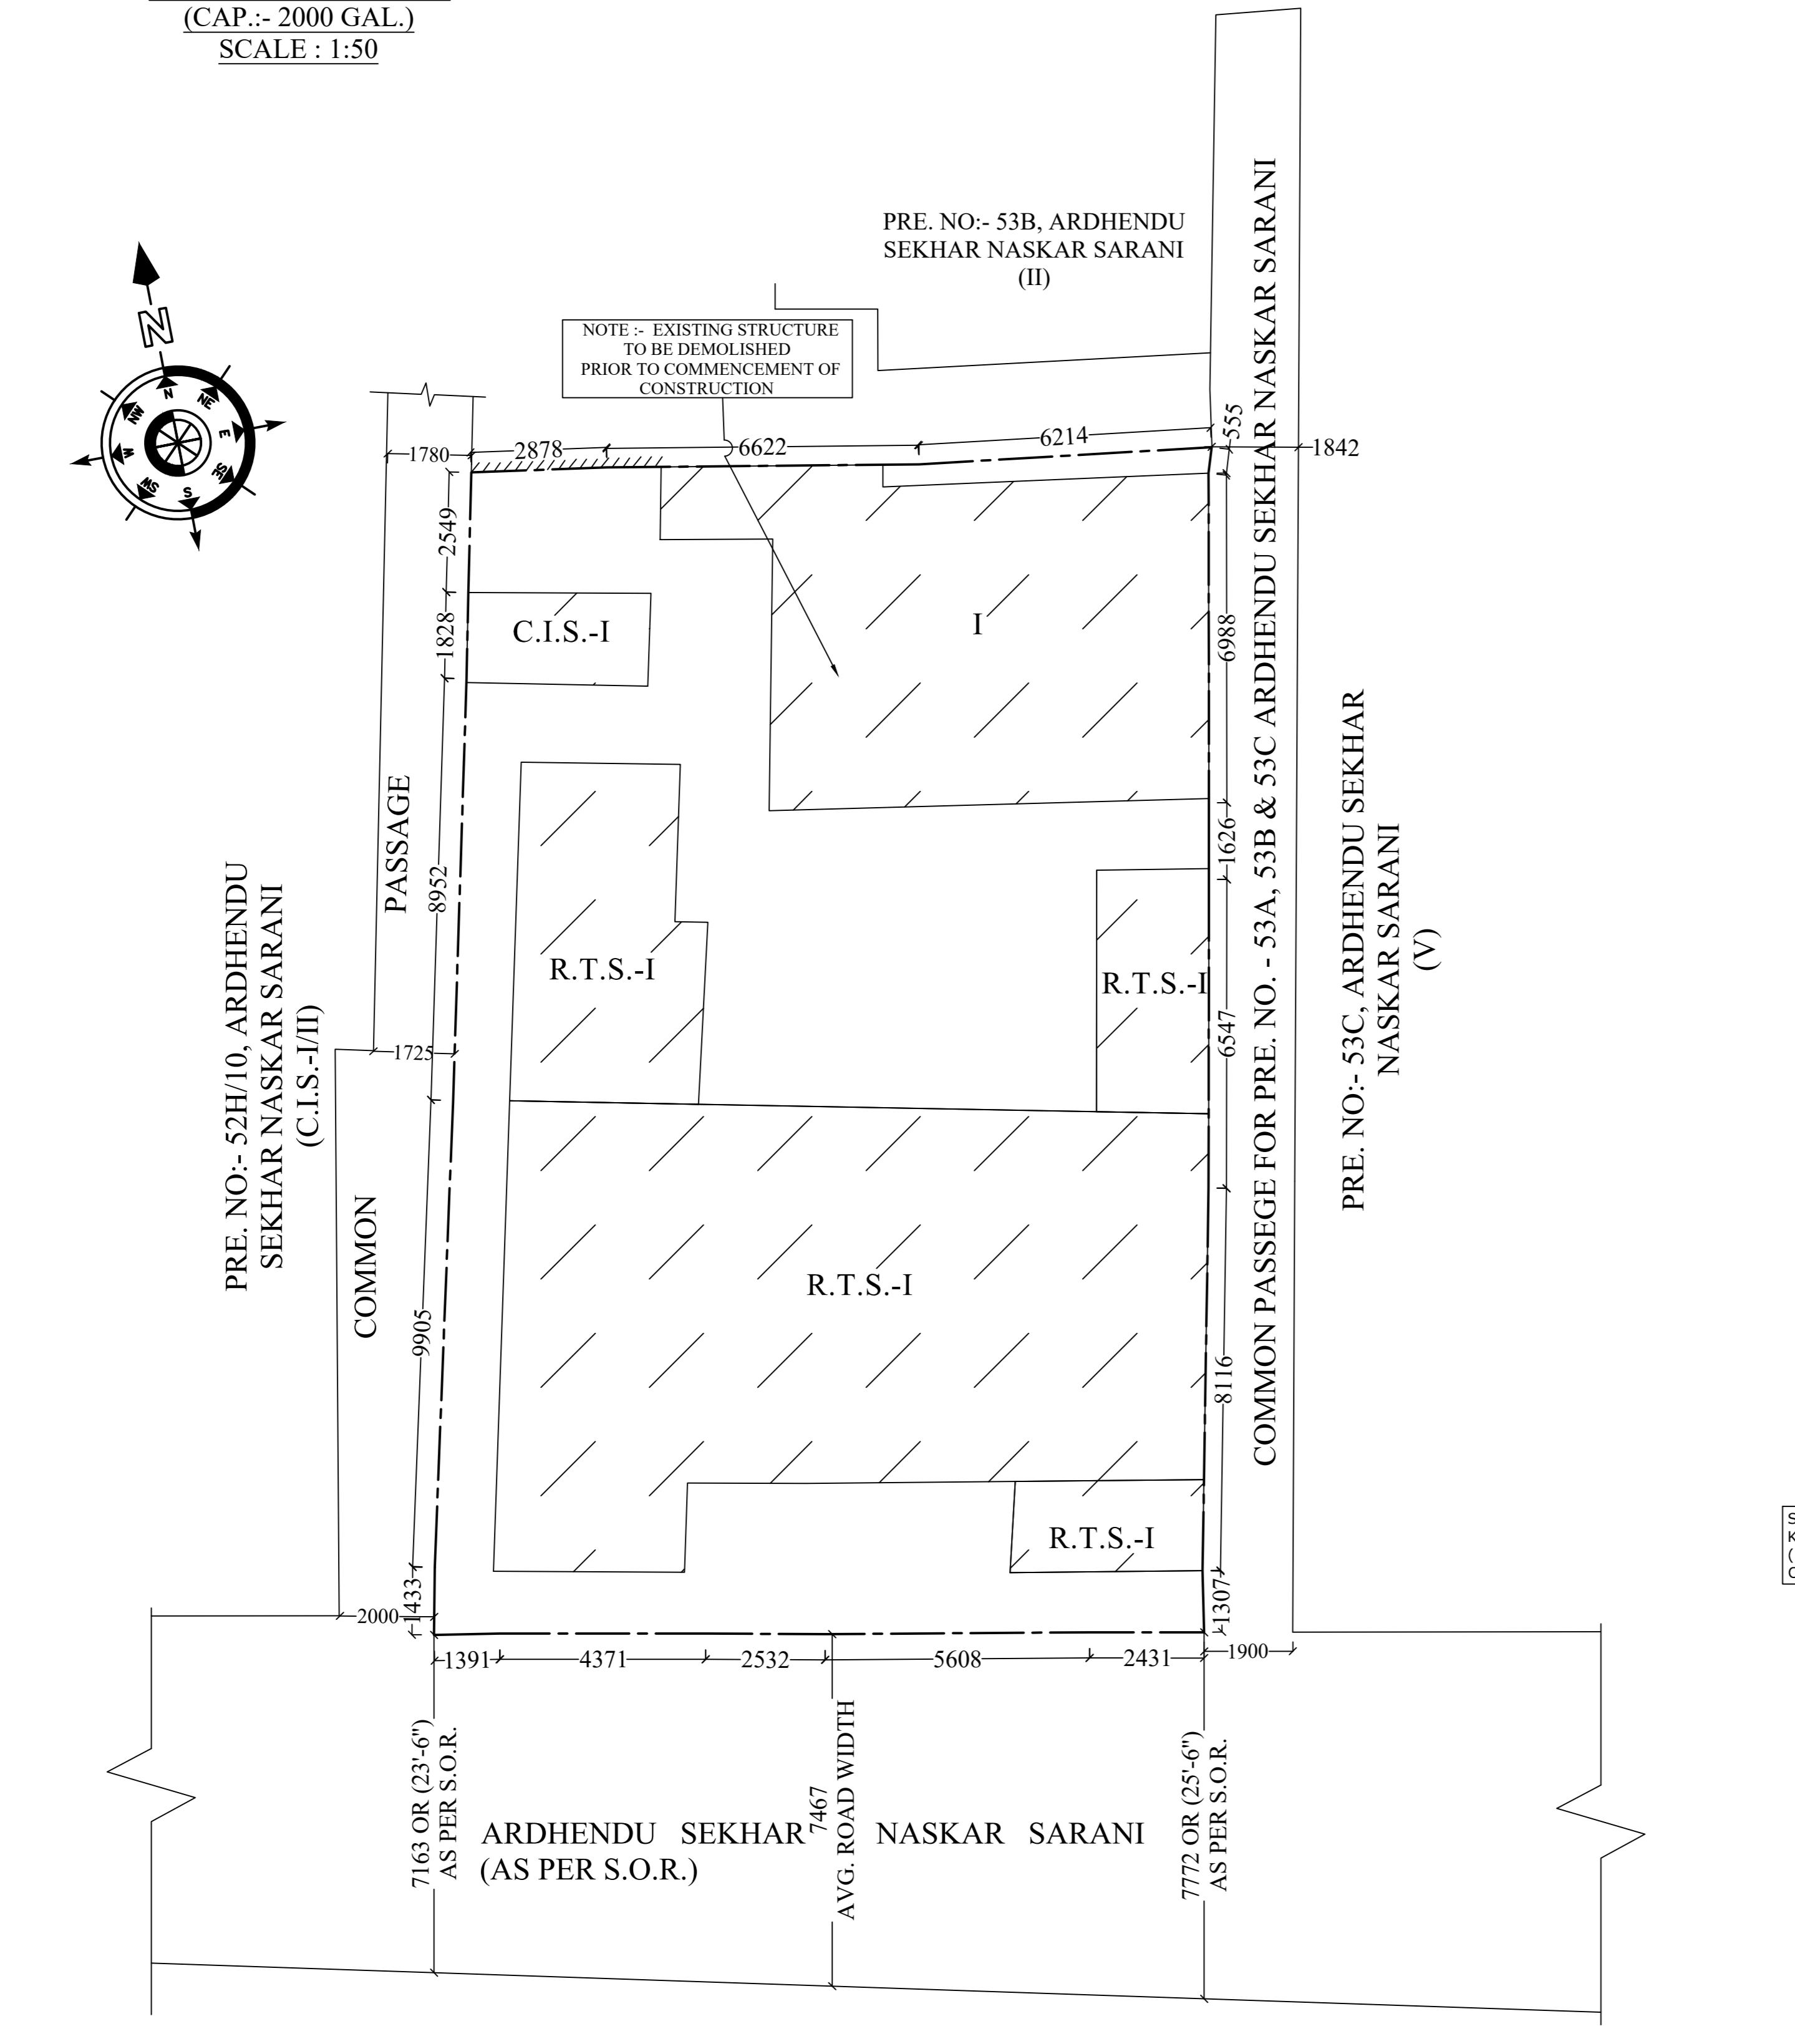 (CAP.:- 2000 GAL.)
SCALE : 1:50
PRE. NO:- 53B, ARDHENDU
SEKHAR NASKAR SARANI
(II)
NOTE :- EXISTING STRUCTURE
TO BE DEMOLISHED
PRIOR TO COMMENCEMENT OF
CONSTRUCTION
N
N
NE
E
SE
S
SW
W
NW
1780
2878
6622
6214
555
1842
2549
1828
8952
9905
1433
1725
2000
6988
1626
6547
8116
1307
C.I.S.-I
I
R.T.S.-I
R.T.S.-I
R.T.S.-I
R.T.S.-I
PASSAGE
COMMON
PRE. NO:- 52H/10, ARDHENDU
SEKHAR NASKAR SARANI
(C.I.S.-I/II)
COMMON PASSEGE FOR PRE. NO. - 53A, 53B & 53C ARDHENDU SEKHAR NASKAR SARANI
PRE. NO:- 53C, ARDHENDU SEKHAR
NASKAR SARANI
(V)
1391
4371
2532
5608
2431
1900
7163 OR (23'-6")
AS PER S.O.R.
7467
AVG. ROAD WIDTH
7772 OR (25'-6")
AS PER S.O.R.
ARDHENDU SEKHAR NASKAR SARANI
(AS PER S.O.R.)